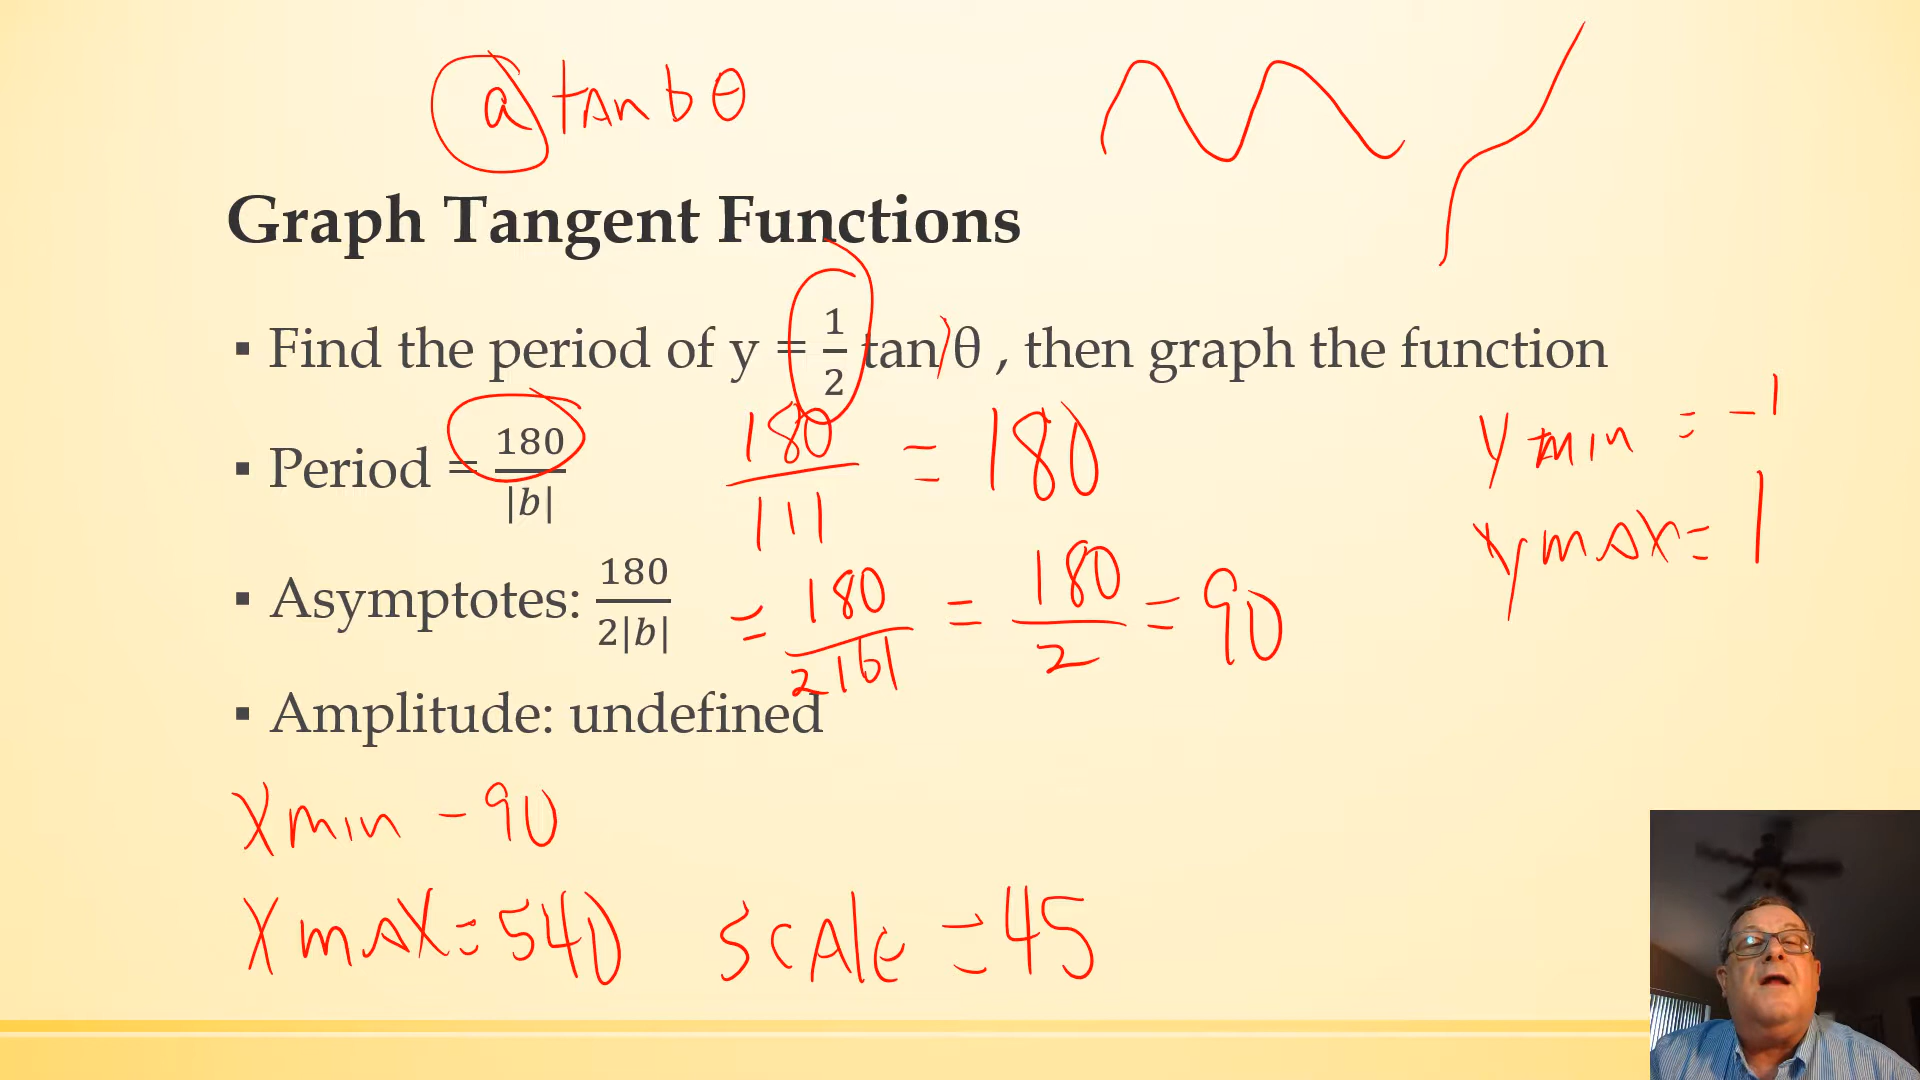 a tan b θ
Graph Tangent Functions
▪ Find the period of y = 1/2 tan 1 θ , then graph the function
▪ Period = 180/|b| 180/|1| = 180
▪ Asymptotes: 180/2|b| = 180/2|b| = 180/2 = 90
▪ Amplitude: undefined
y min = -1
y max = 1
X min -90
X max = 540 scale = 45